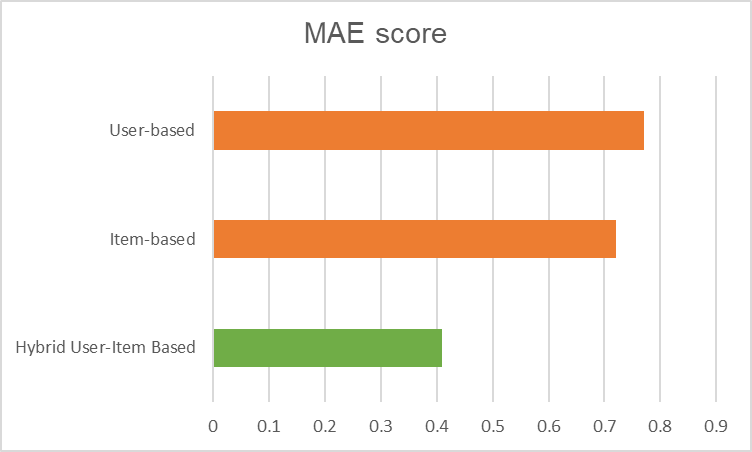 MAE score
User-based
Item-based
Hybrid User-Item Based
0 0.1 0.2 0.3 0.4 0.5 0.6 0.7 0.8 0.9